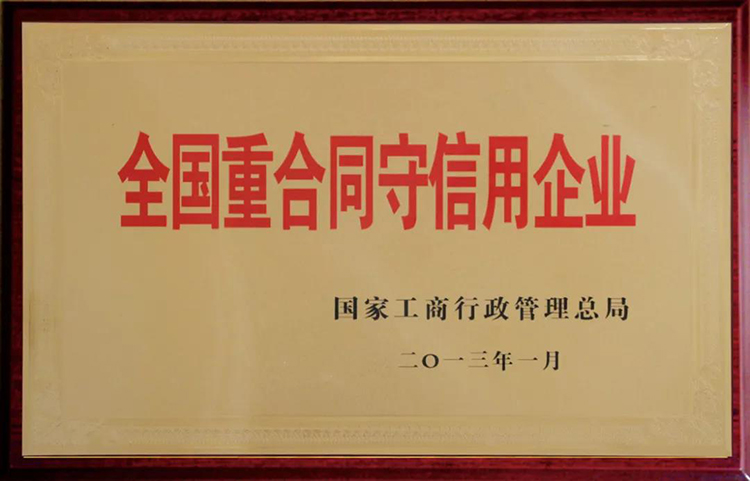 全国重合同守信用企业
国家工商行政管理总局
二〇一三年一月